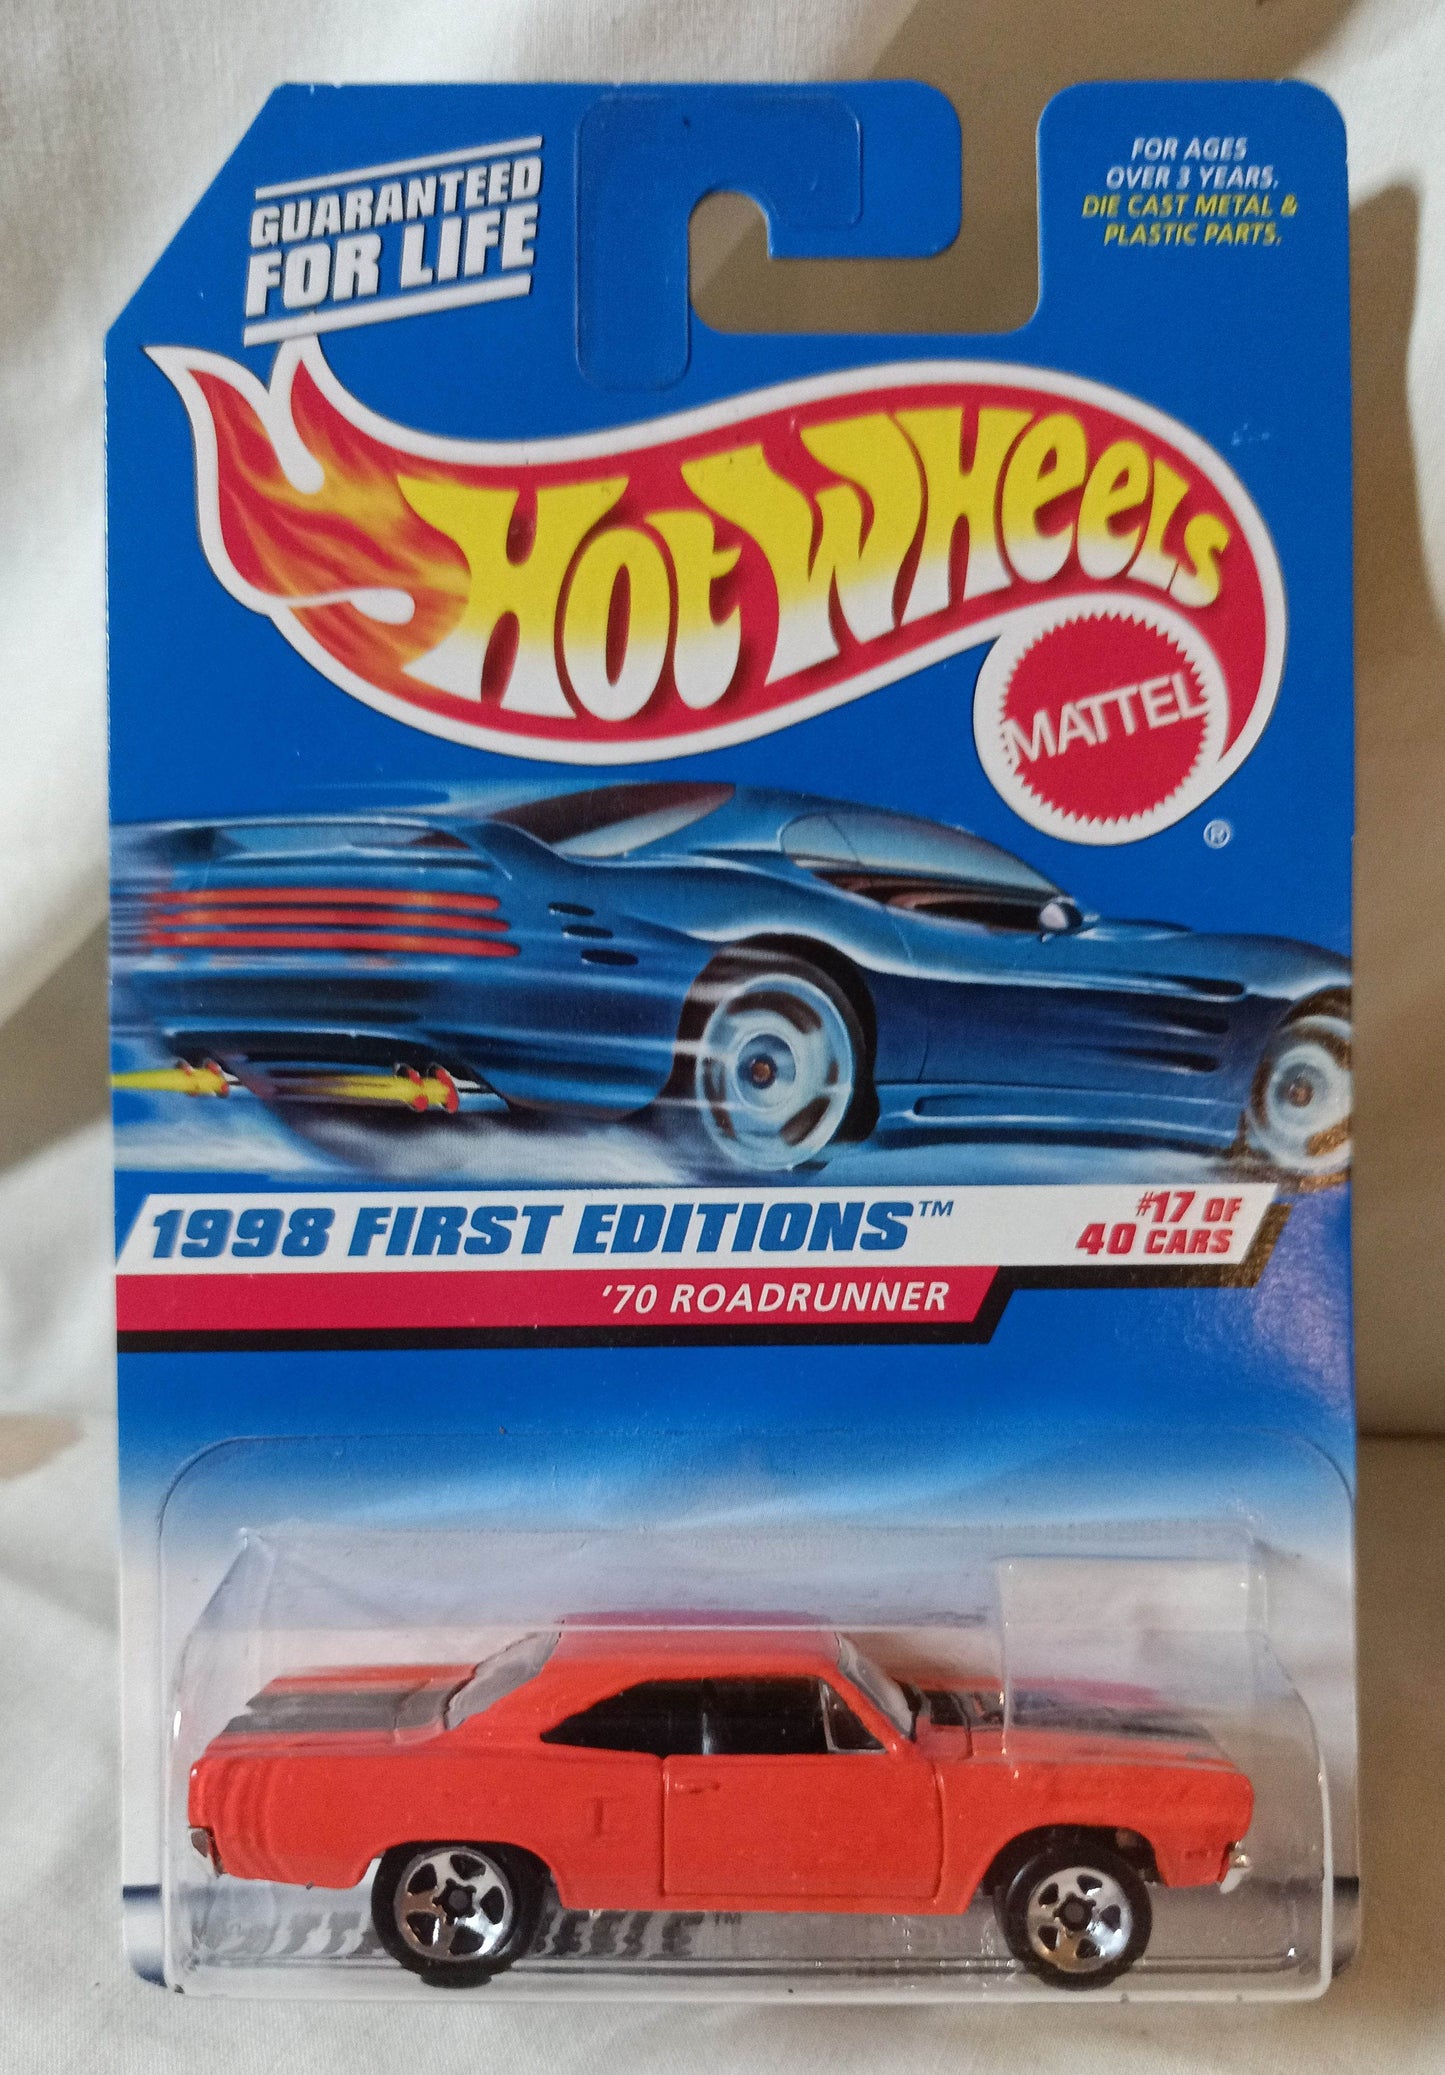 GUARANTEED
FOR LIFE
FOR AGES
OVER 3 YEARS.
DIE CAST METAL &
PLASTIC PARTS.
HOT WHEELS
MATTEL
®
1998 FIRST EDITIONS™
#17 OF
40 CARS
'70 ROADRUNNER
™